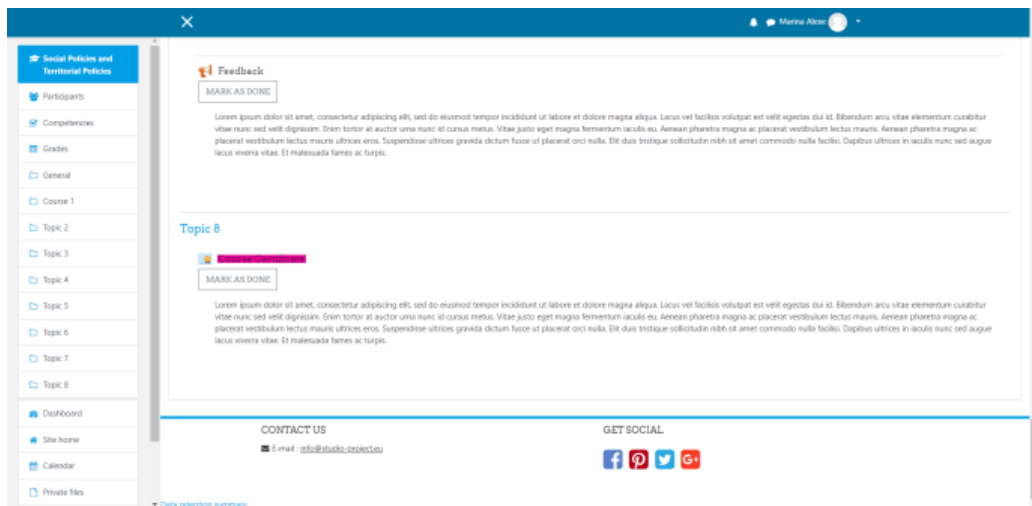 Marina Alcne
Social Policies and
Territorial Policies
Participants
Competencies
Grades
General
Course 1
Topic 2
Topic 3
Topic 4
Topic 5
Topic 6
Topic 7
Topic 8
Dashboard
Site home
Calendar
Private files
Feedback
MARK AS DONE
Lorem ipsum dolor sit amet, consectetur adipiscing elit, sed do eiusmod tempor incididunt ut labore et dolore magna aliqua. Lacus vel facilisis volutpat est velit egestas dui id. Bibendum arcu vitae elementum curabitur
vitae nunc sed velit dignissim. Enim tortor at auctor urna nunc id cursus metus. Vitae justo eget magna fermentum iaculis eu. Aenean pharetra magna ac placerat vestibulum lectus mauris. Aenean pharetra magna ac
placerat vestibulum lectus mauris ultrices eros. Suspendisse ultrices gravida dictum fusce ut placerat orci nulla. Elit duis tristique sollicitudin nibh sit amet commodo nulla facilisi. Dapibus ultrices in iaculis nunc sed augue
lacus viverra vitae. Et malesuada fames ac turpis.
Topic 8
Course Certificate
MARK AS DONE
Lorem ipsum dolor sit amet, consectetur adipiscing elit, sed do eiusmod tempor incididunt ut labore et dolore magna aliqua. Lacus vel facilisis volutpat est velit egestas dui id. Bibendum arcu vitae elementum curabitur
vitae nunc sed velit dignissim. Enim tortor at auctor urna nunc id cursus metus. Vitae justo eget magna fermentum iaculis eu. Aenean pharetra magna ac placerat vestibulum lectus mauris. Aenean pharetra magna ac
placerat vestibulum lectus mauris ultrices eros. Suspendisse ultrices gravida dictum fusce ut placerat orci nulla. Elit duis tristique sollicitudin nibh sit amet commodo nulla facilisi. Dapibus ultrices in iaculis nunc sed augue
lacus viverra vitae. Et malesuada fames ac turpis.
CONTACT US
E-mail : info@studio-project.eu
GET SOCIAL
Data retention summary